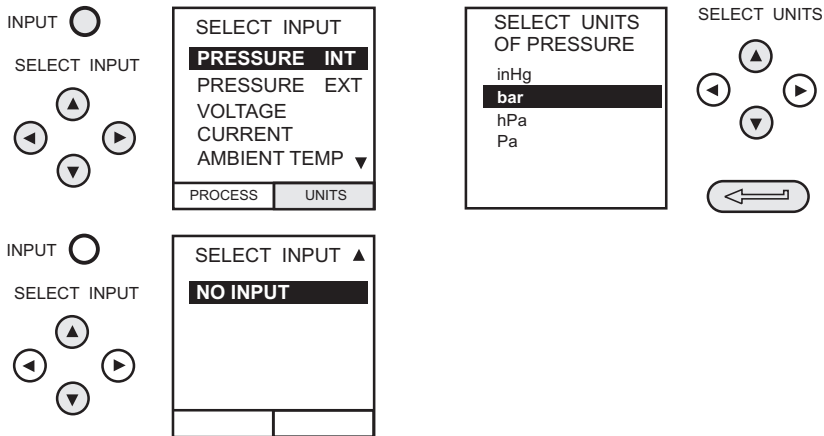 INPUT
SELECT INPUT
SELECT INPUT
PRESSURE INT
PRESSURE EXT
VOLTAGE
CURRENT
AMBIENT TEMP
PROCESS UNITS
SELECT UNITS
OF PRESSURE
inHg
bar
hPa
Pa
SELECT UNITS
INPUT
SELECT INPUT
SELECT INPUT
NO INPUT